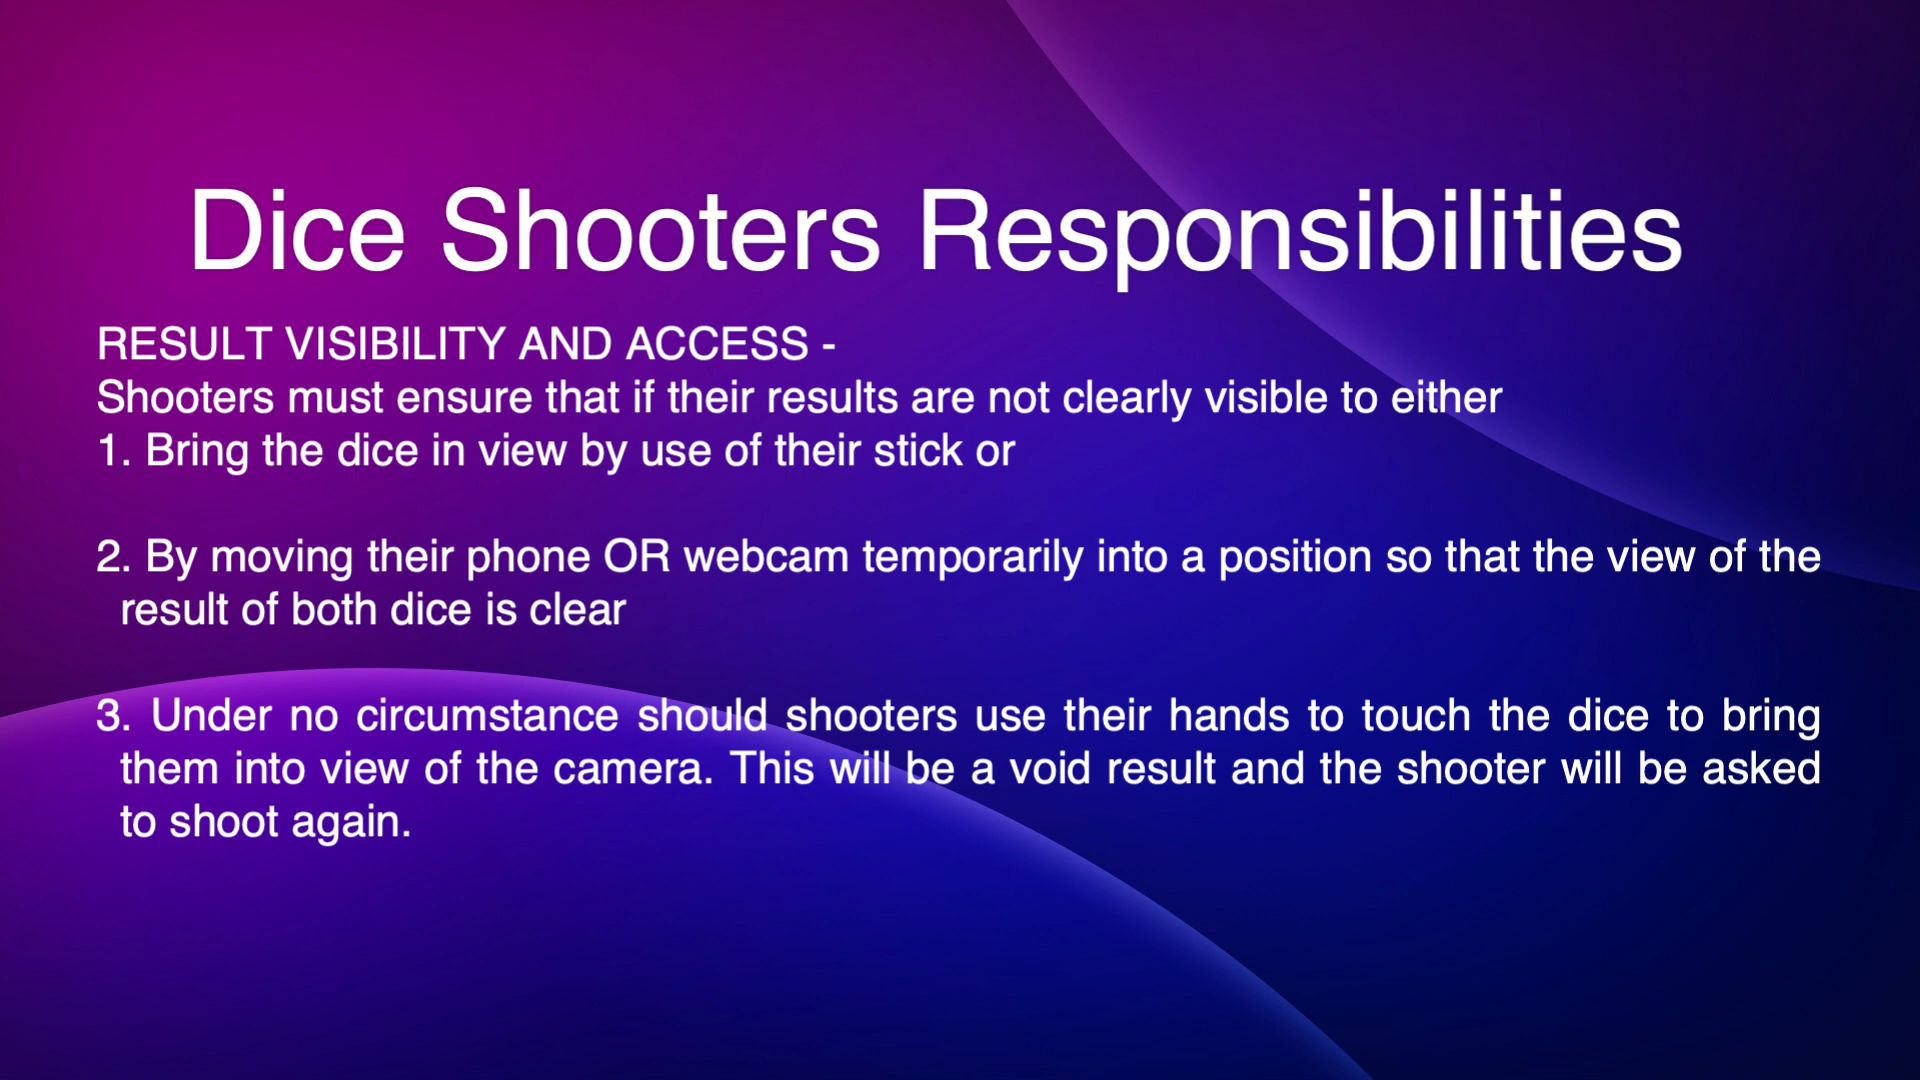 Dice Shooters Responsibilities
RESULT VISIBILITY AND ACCESS -
Shooters must ensure that if their results are not clearly visible to either
1. Bring the dice in view by use of their stick or
2. By moving their phone OR webcam temporarily into a position so that the view of the
result of both dice is clear
3. Under no circumstance should shooters use their hands to touch the dice to bring
them into view of the camera. This will be a void result and the shooter will be asked
to shoot again.